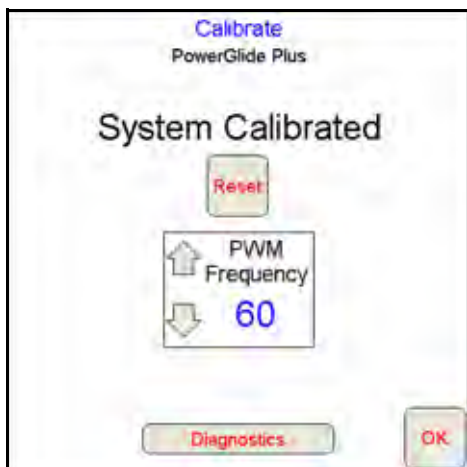 Calibrate
PowerGlide Plus
System Calibrated
Reset
PWM
Frequency
60
Diagnostics
OK